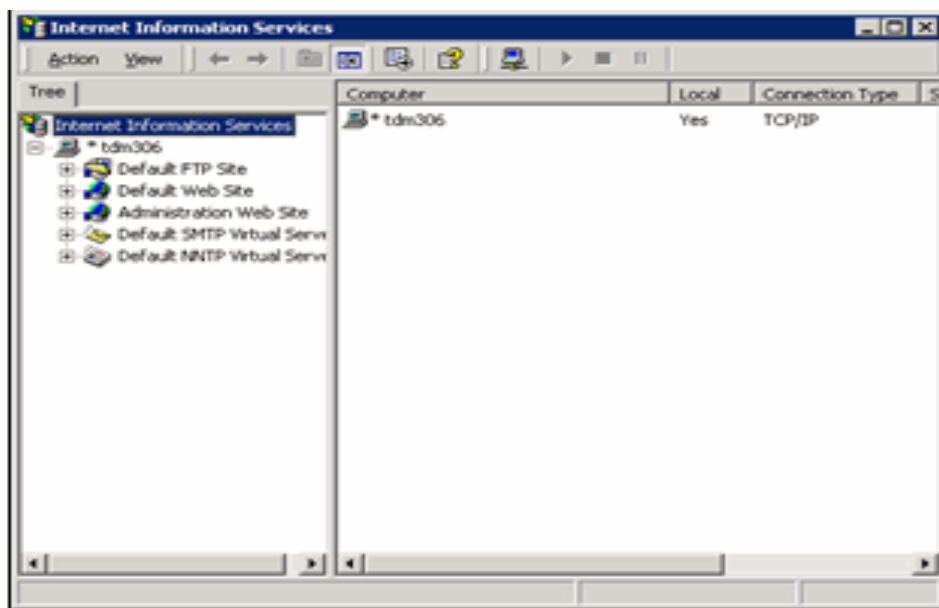 Internet Information Services
Action View
Tree
Computer Local Connection Type S
Internet Information Services
* tdm306
* tdm306 Yes TCP/IP
Default FTP Site
Default Web Site
Administration Web Site
Default SMTP Virtual Serve
Default NNTP Virtual Serve